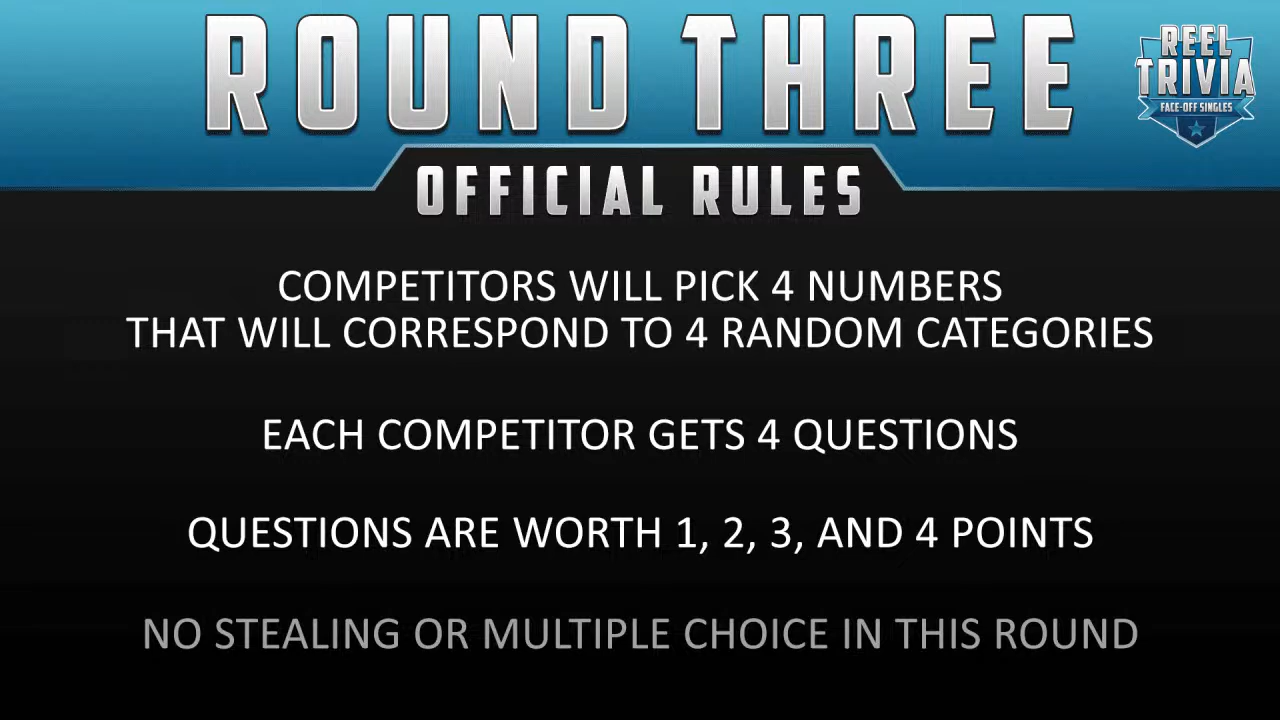 ROUND THREE
REEL
TRIVIA
FACE-OFF SINGLES
OFFICIAL RULES
COMPETITORS WILL PICK 4 NUMBERS
THAT WILL CORRESPOND TO 4 RANDOM CATEGORIES
EACH COMPETITOR GETS 4 QUESTIONS
QUESTIONS ARE WORTH 1, 2, 3, AND 4 POINTS
NO STEALING OR MULTIPLE CHOICE IN THIS ROUND